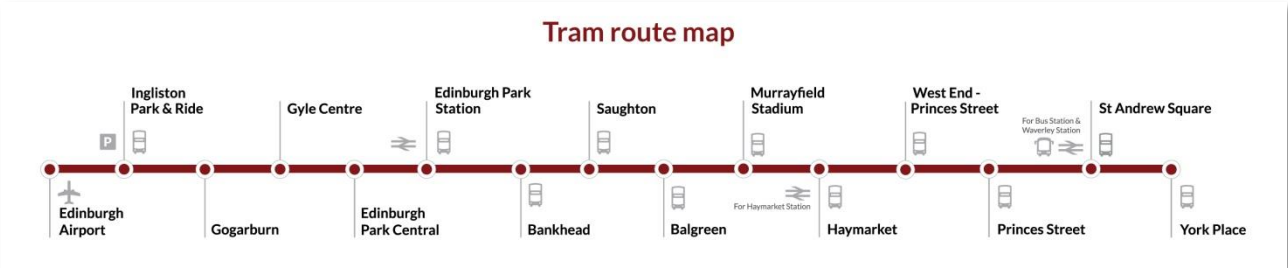 Tram route map
Ingliston
Park & Ride
Gyle Centre
Edinburgh Park
Station
Saughton
Murrayfield
Stadium
West End -
Princes Street
For Bus Station &
Waverley Station
St Andrew Square
P
Edinburgh
Airport
Gogarburn
Edinburgh
Park Central
Bankhead
Balgreen
For Haymarket Station
Haymarket
Princes Street
York Place